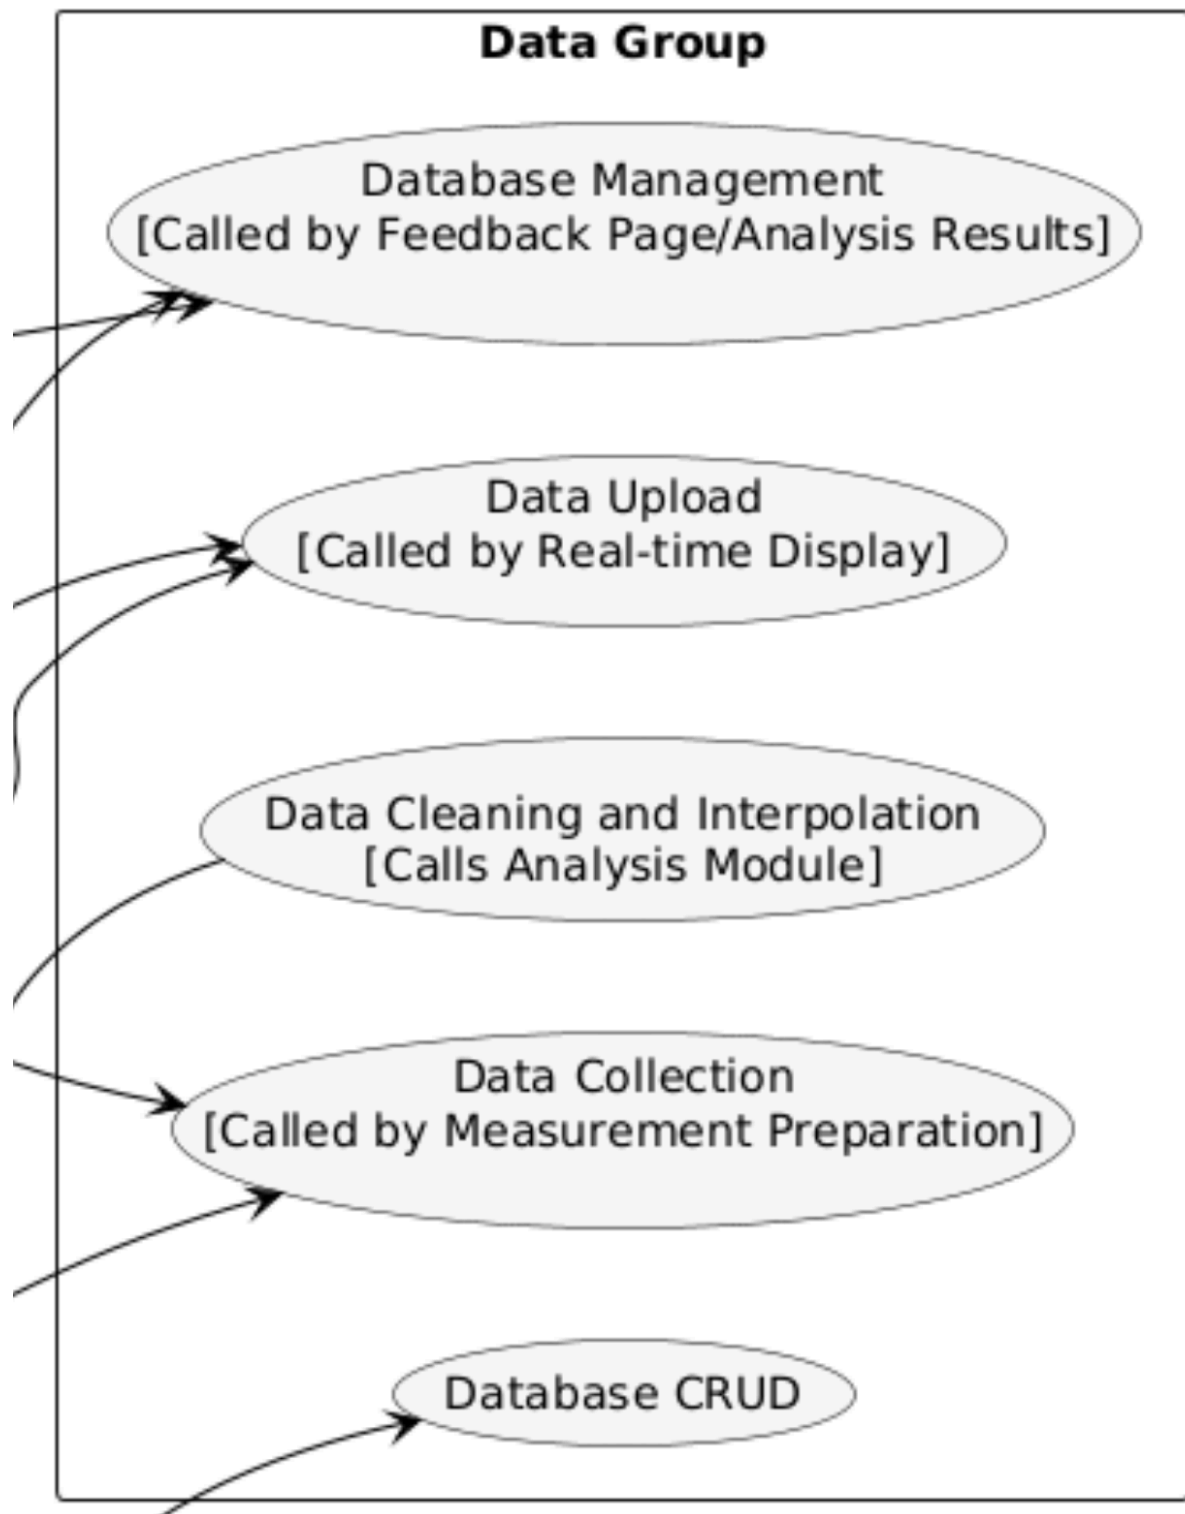 Data Group
Database Management
[Called by Feedback Page/Analysis Results]
Data Upload
[Called by Real-time Display]
Data Cleaning and Interpolation
[Calls Analysis Module]
Data Collection
[Called by Measurement Preparation]
Database CRUD